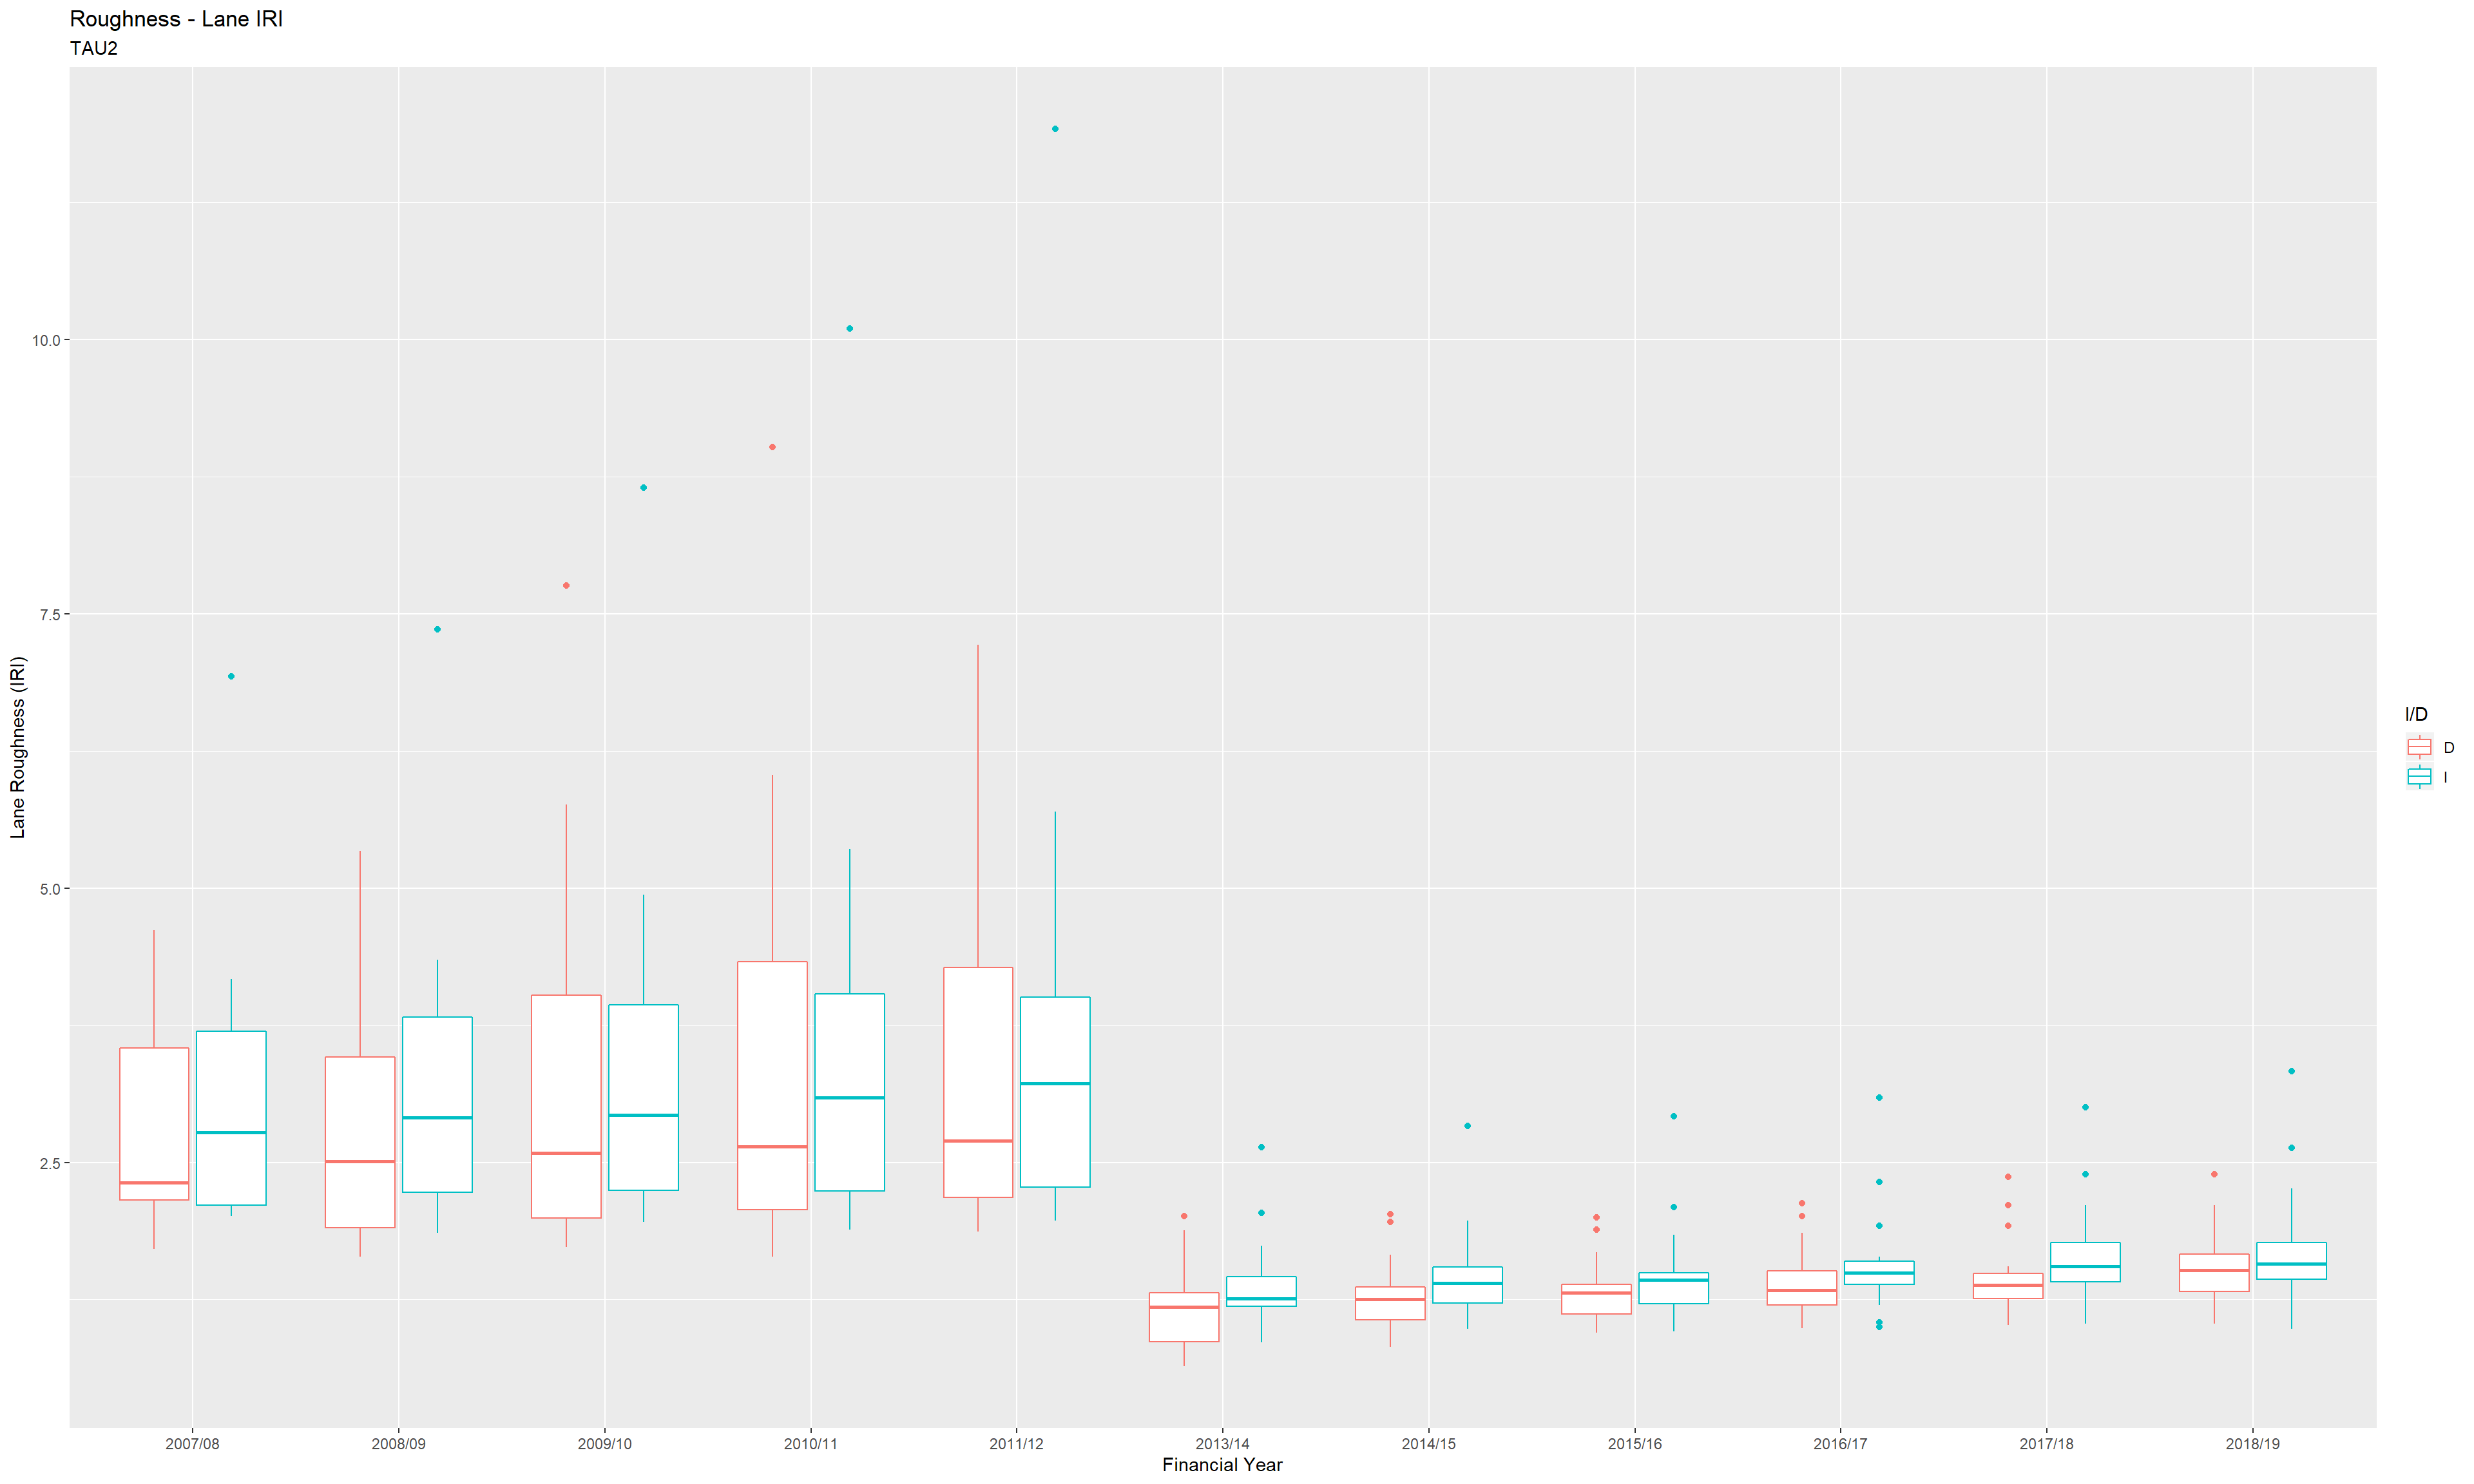 Roughness - Lane IRI
TAU2
10.0
7.5
5.0
2.5
Lane Roughness (IRI)
2007/08 2008/09 2009/10 2010/11 2011/12 2013/14 2014/15 2015/16 2016/17 2017/18 2018/19
Financial Year
I/D
D
I